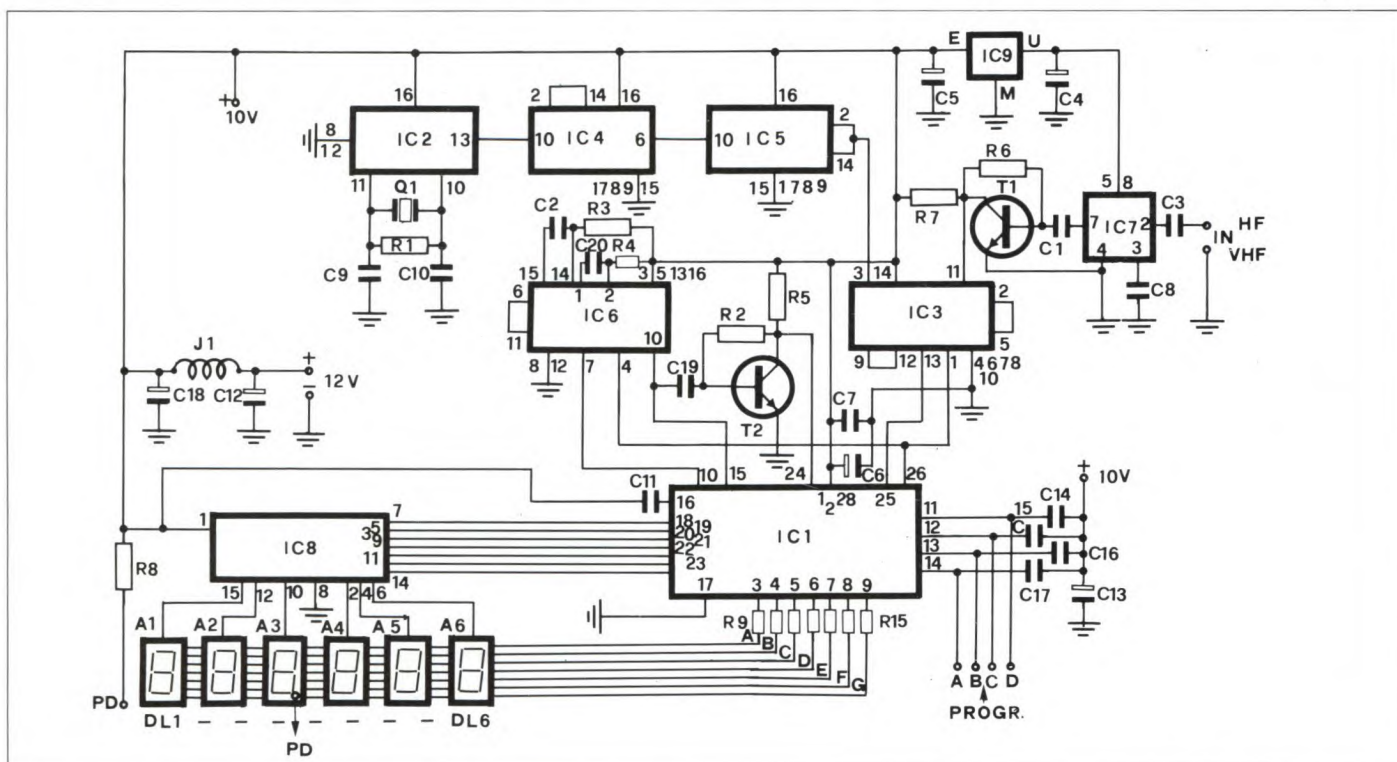 E IC9 U
M
C5 C4
10V
16 2 14 16 16
8
12 IC2 13 10 IC4 6 10 IC5 2
14
11 10 17 8 9 15 15 1 7 8 9
Q1
R1
C9 C10
R6
T1
R7
5 8
7 IC7 2 C3
4 3
C1
C8
IN HF
VHF
C2 R3
C20 R4
15 14 1 2 3 5 13 16
6
11
IC6
10
8 12 7 4
R5
R2
C19
T2
3 14 11
IC3
2
5
9 12 13 1 4 6 7 8
10
J1
C18 C12
+
12V
–
C7
C6
10 15 24 1 2 28 25 26
C11 16
IC1
18 19
20 21
22
23
17
3 4 5 6 7 8 9
11
12
13
14
15 C14
C
C16
C17 C13
+
10V
1 IC8 7
3 5
9
11
14
15 12 10 8 2 4 6
R8
R9 R15
A B C D E F G
A1 A2 A3 A4 A5 A6
PD
DL1 – – – – – DL6
PD
A B C D
PROGR.